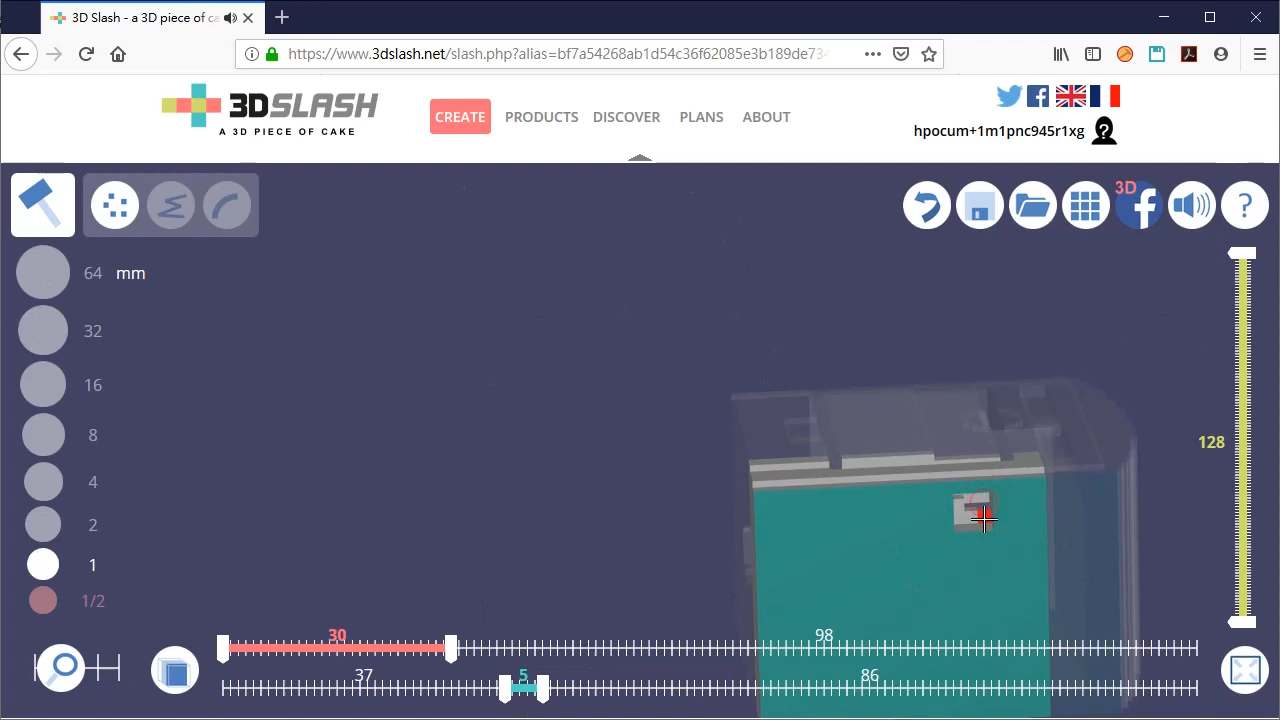 3D Slash - a 3D piece of ca
https://www.3dslash.net/slash.php?alias=bf7a54268ab1d54c36f62085e3b189de73
3DSLASH
A 3D PIECE OF CAKE
CREATE PRODUCTS DISCOVER PLANS ABOUT
hpocum+1m1pnc945r1xg
3D
?
64 mm
32
16
8
4
2
1
1/2
128
30 98
37 5 86